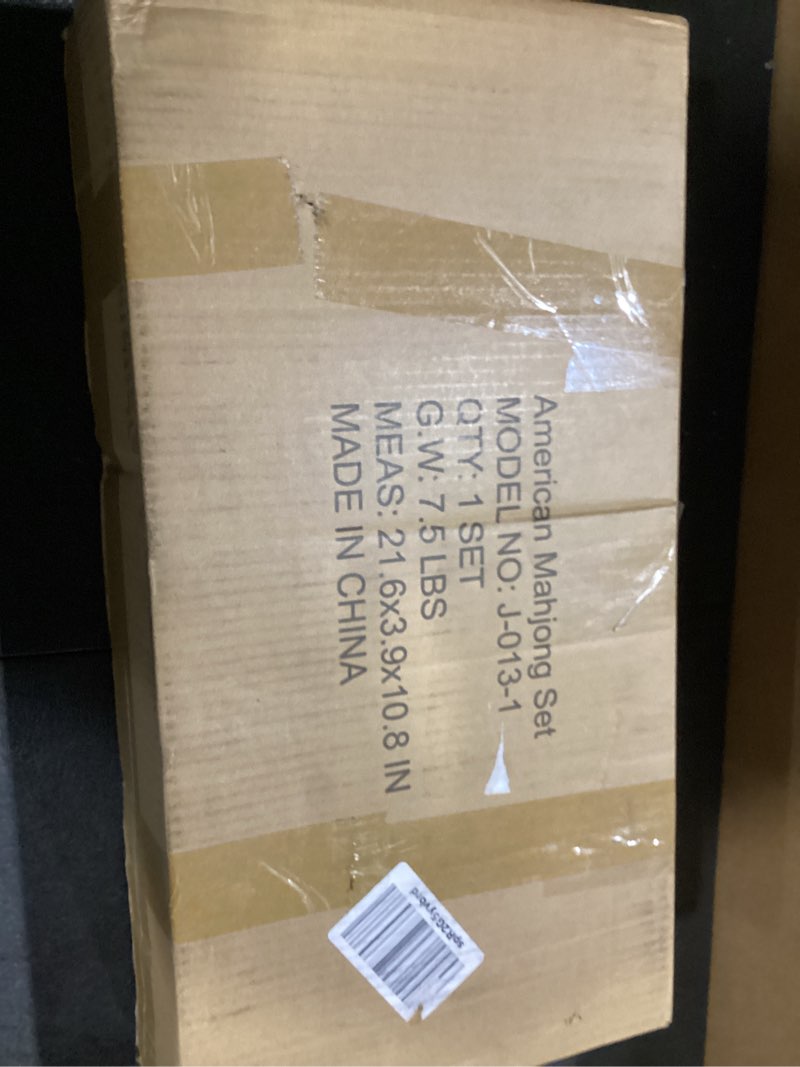 American Mahjong Set
MODEL NO: J-013-1
QTY: 1 SET
G.W: 7.5 LBS
MEAS: 21.6x3.9x10.8 IN
MADE IN CHINA